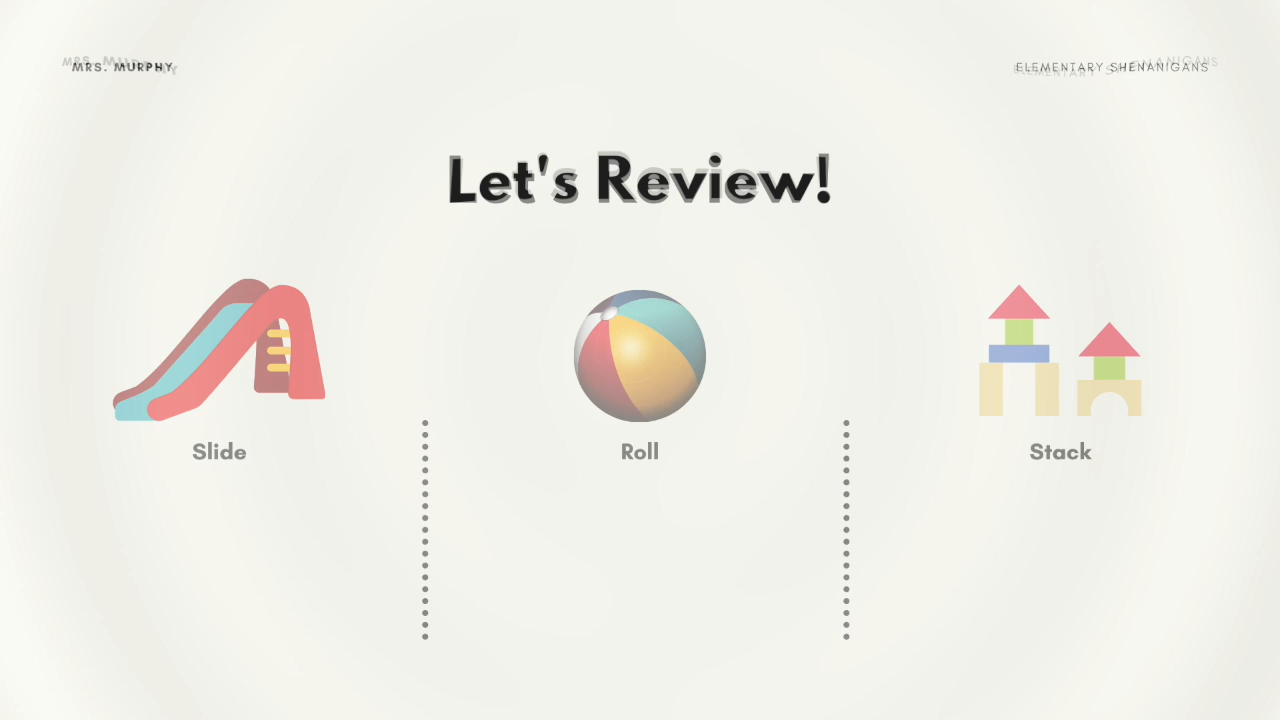 MRS. MURPHY
ELEMENTARY SHENANIGANS
Let's Review!
Slide
Roll
Stack